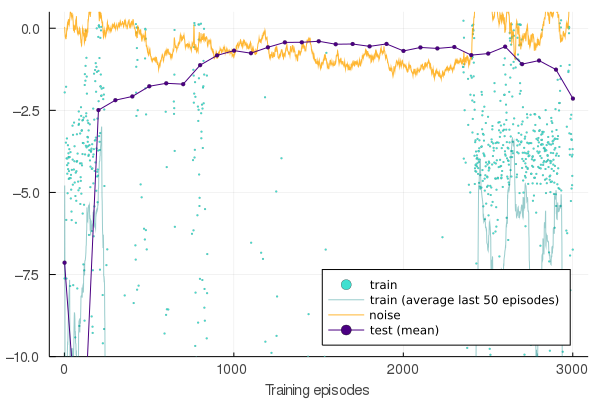 0.0
−2.5
−5.0
−7.5
−10.0
0
1000
2000
3000
Training episodes
train
train (average last 50 episodes)
noise
test (mean)